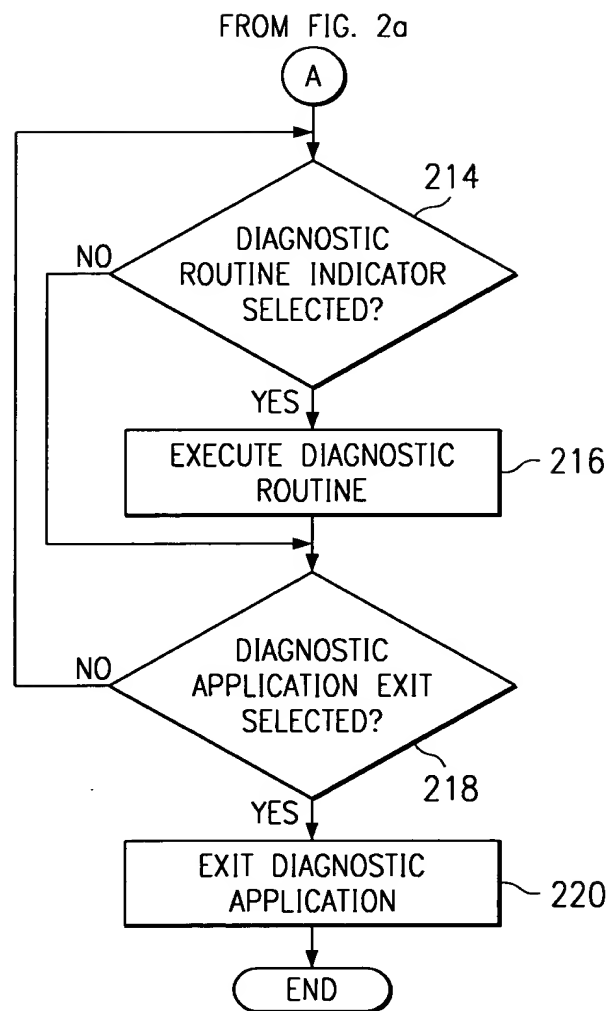 FROM FIG. 2a
A
214
DIAGNOSTIC
ROUTINE INDICATOR
SELECTED?
NO
YES
EXECUTE DIAGNOSTIC
ROUTINE
216
DIAGNOSTIC
APPLICATION EXIT
SELECTED?
NO
218
YES
EXIT DIAGNOSTIC
APPLICATION
220
END